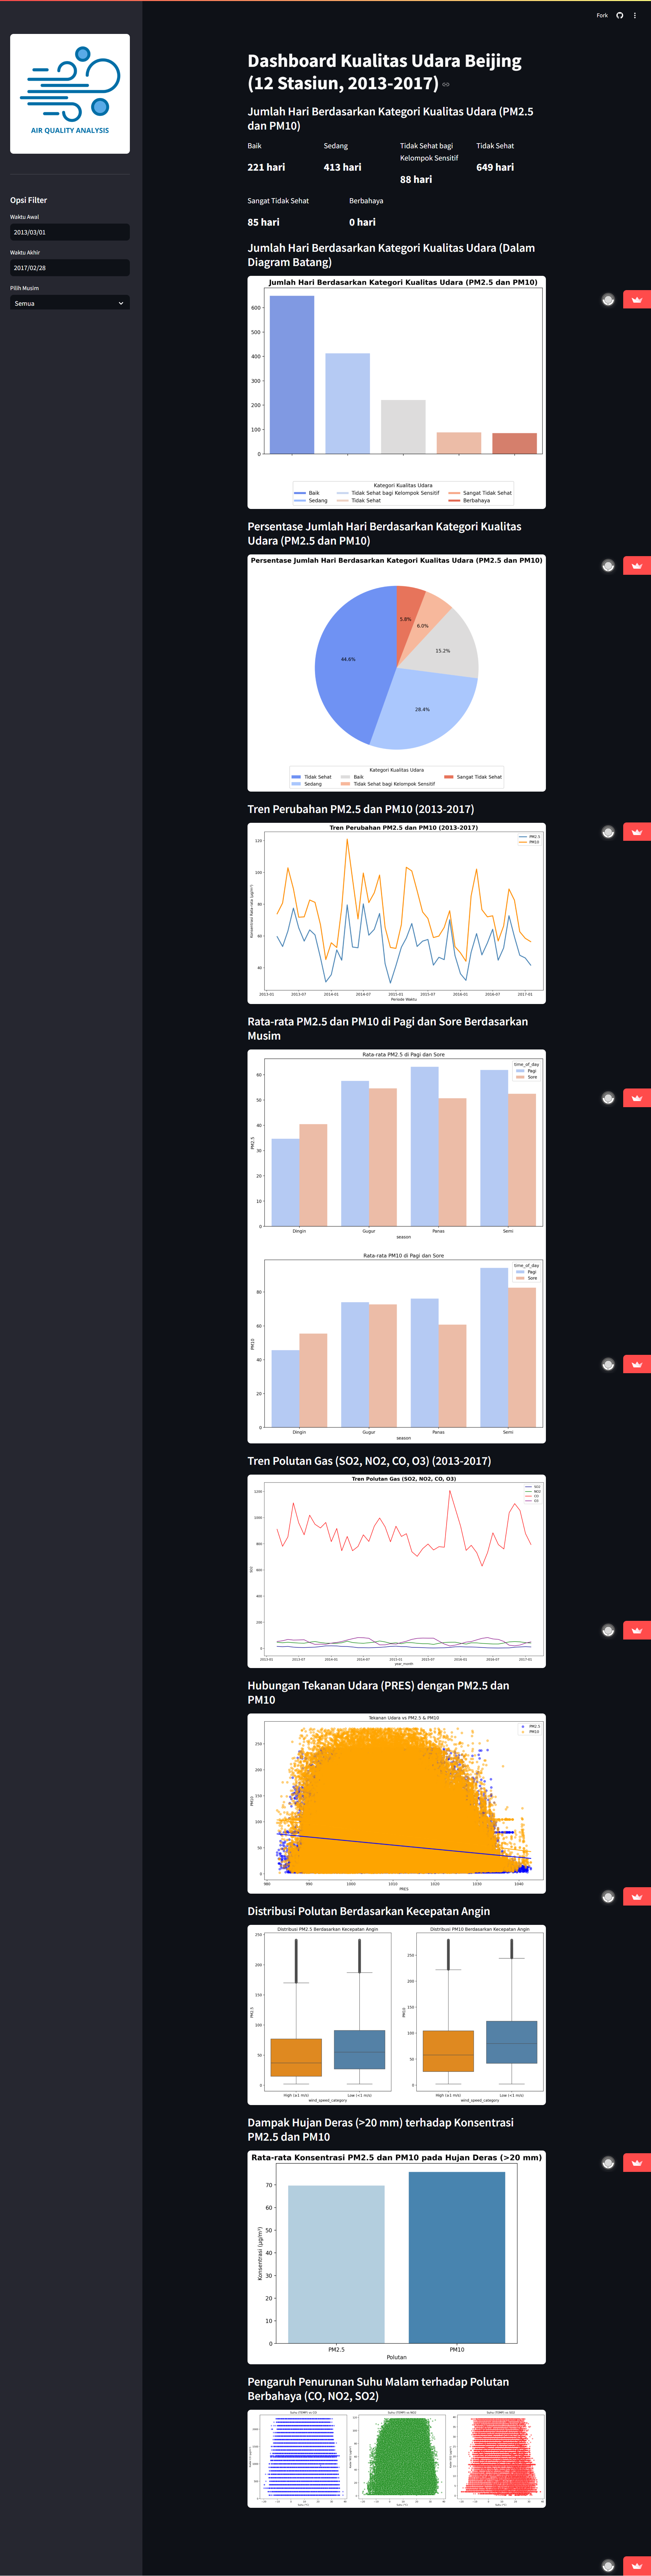 Fork
AIR QUALITY ANALYSIS
Opsi Filter
Waktu Awal
2013/03/01
Waktu Akhir
2017/02/28
Pilih Musim
Semua
Dashboard Kualitas Udara Beijing
(12 Stasiun, 2013-2017)
Jumlah Hari Berdasarkan Kategori Kualitas Udara (PM2.5
dan PM10)
Baik
221 hari
Sedang
413 hari
Tidak Sehat bagi
Kelompok Sensitif
88 hari
Tidak Sehat
649 hari
Sangat Tidak Sehat
85 hari
Berbahaya
0 hari
Jumlah Hari Berdasarkan Kategori Kualitas Udara (Dalam
Diagram Batang)
Jumlah Hari Berdasarkan Kategori Kualitas Udara (PM2.5 dan PM10)
600
500
400
300
200
100
0
Kategori Kualitas Udara
Baik
Sedang
Tidak Sehat bagi Kelompok Sensitif
Tidak Sehat
Sangat Tidak Sehat
Berbahaya
Persentase Jumlah Hari Berdasarkan Kategori Kualitas
Udara (PM2.5 dan PM10)
Persentase Jumlah Hari Berdasarkan Kategori Kualitas Udara (PM2.5 dan PM10)
5.8%
6.0%
15.2%
44.6%
28.4%
Kategori Kualitas Udara
Tidak Sehat
Sedang
Baik
Tidak Sehat bagi Kelompok Sensitif
Sangat Tidak Sehat
Tren Perubahan PM2.5 dan PM10 (2013-2017)
Tren Perubahan PM2.5 dan PM10 (2013-2017)
PM2.5
PM10
120
100
80
60
40
Konsentrasi Rata-rata (µg/m³)
2013-01 2013-07 2014-01 2014-07 2015-01 2015-07 2016-01 2016-07 2017-01
Periode Waktu
Rata-rata PM2.5 dan PM10 di Pagi dan Sore Berdasarkan
Musim
Rata-rata PM2.5 di Pagi dan Sore
time_of_day
Pagi
Sore
60
50
40
30
20
10
0
PM2.5
Dingin Gugur Panas Semi
season
Rata-rata PM10 di Pagi dan Sore
time_of_day
Pagi
Sore
80
60
40
20
0
PM10
Dingin Gugur Panas Semi
season
Tren Polutan Gas (SO2, NO2, CO, O3) (2013-2017)
Tren Polutan Gas (SO2, NO2, CO, O3)
SO2
NO2
CO
O3
1200
1000
800
600
400
200
0
SO2
2013-01 2013-07 2014-01 2014-07 2015-01 2015-07 2016-01 2016-07 2017-01
year_month
Hubungan Tekanan Udara (PRES) dengan PM2.5 dan
PM10
Tekanan Udara vs PM2.5 & PM10
PM2.5
PM10
250
200
150
100
50
0
PM10
980 990 1000 1010 1020 1030 1040
PRES
Distribusi Polutan Berdasarkan Kecepatan Angin
Distribusi PM2.5 Berdasarkan Kecepatan Angin
250
200
150
100
50
0
PM2.5
High (≥1 m/s) Low (<1 m/s)
wind_speed_category
Distribusi PM10 Berdasarkan Kecepatan Angin
250
200
150
100
50
0
PM10
High (≥1 m/s) Low (<1 m/s)
wind_speed_category
Dampak Hujan Deras (>20 mm) terhadap Konsentrasi
PM2.5 dan PM10
Rata-rata Konsentrasi PM2.5 dan PM10 pada Hujan Deras (>20 mm)
70
60
50
40
30
20
10
0
Konsentrasi (µg/m³)
PM2.5 PM10
Polutan
Pengaruh Penurunan Suhu Malam terhadap Polutan
Berbahaya (CO, NO2, SO2)
Suhu (TEMP) vs CO
Suhu (TEMP) vs NO2
Suhu (TEMP) vs SO2